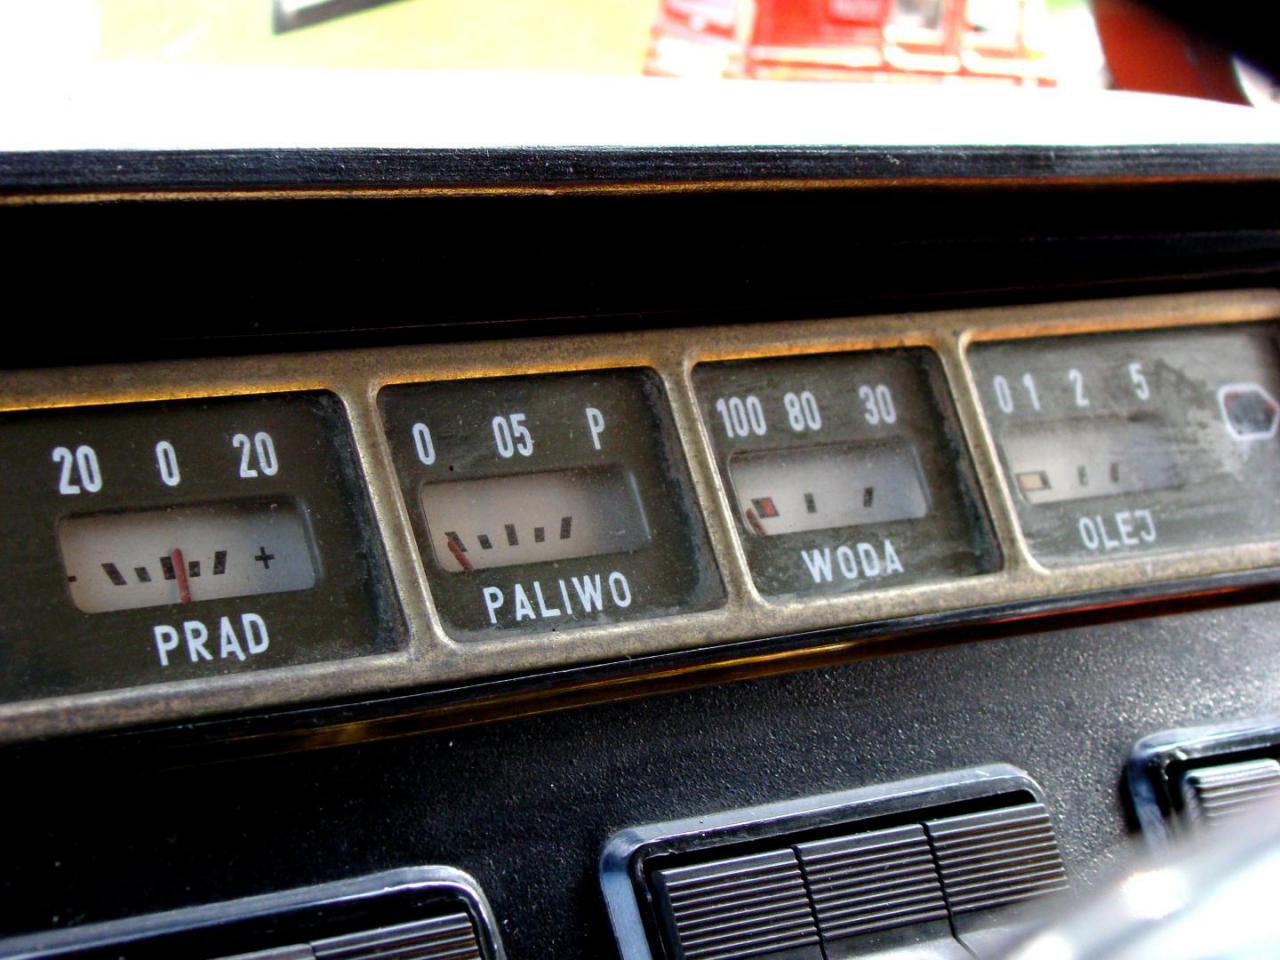 20 0 20
- +
PRĄD
0 05 P
PALIWO
100 80 30
WODA
0 1 2 5
OLEJ